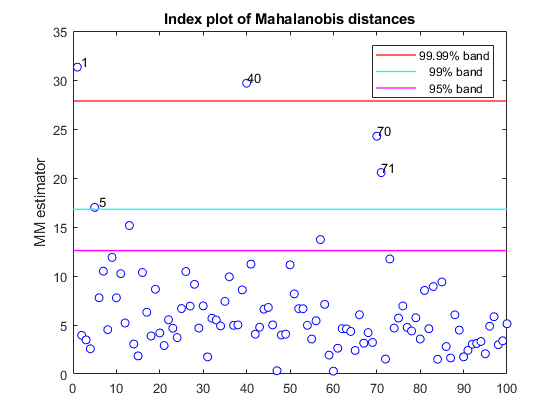 Index plot of Mahalanobis distances
35
30
25
20
15
10
5
0
MM estimator
1
40
70
71
5
99.99% band
99% band
95% band
0 10 20 30 40 50 60 70 80 90 100